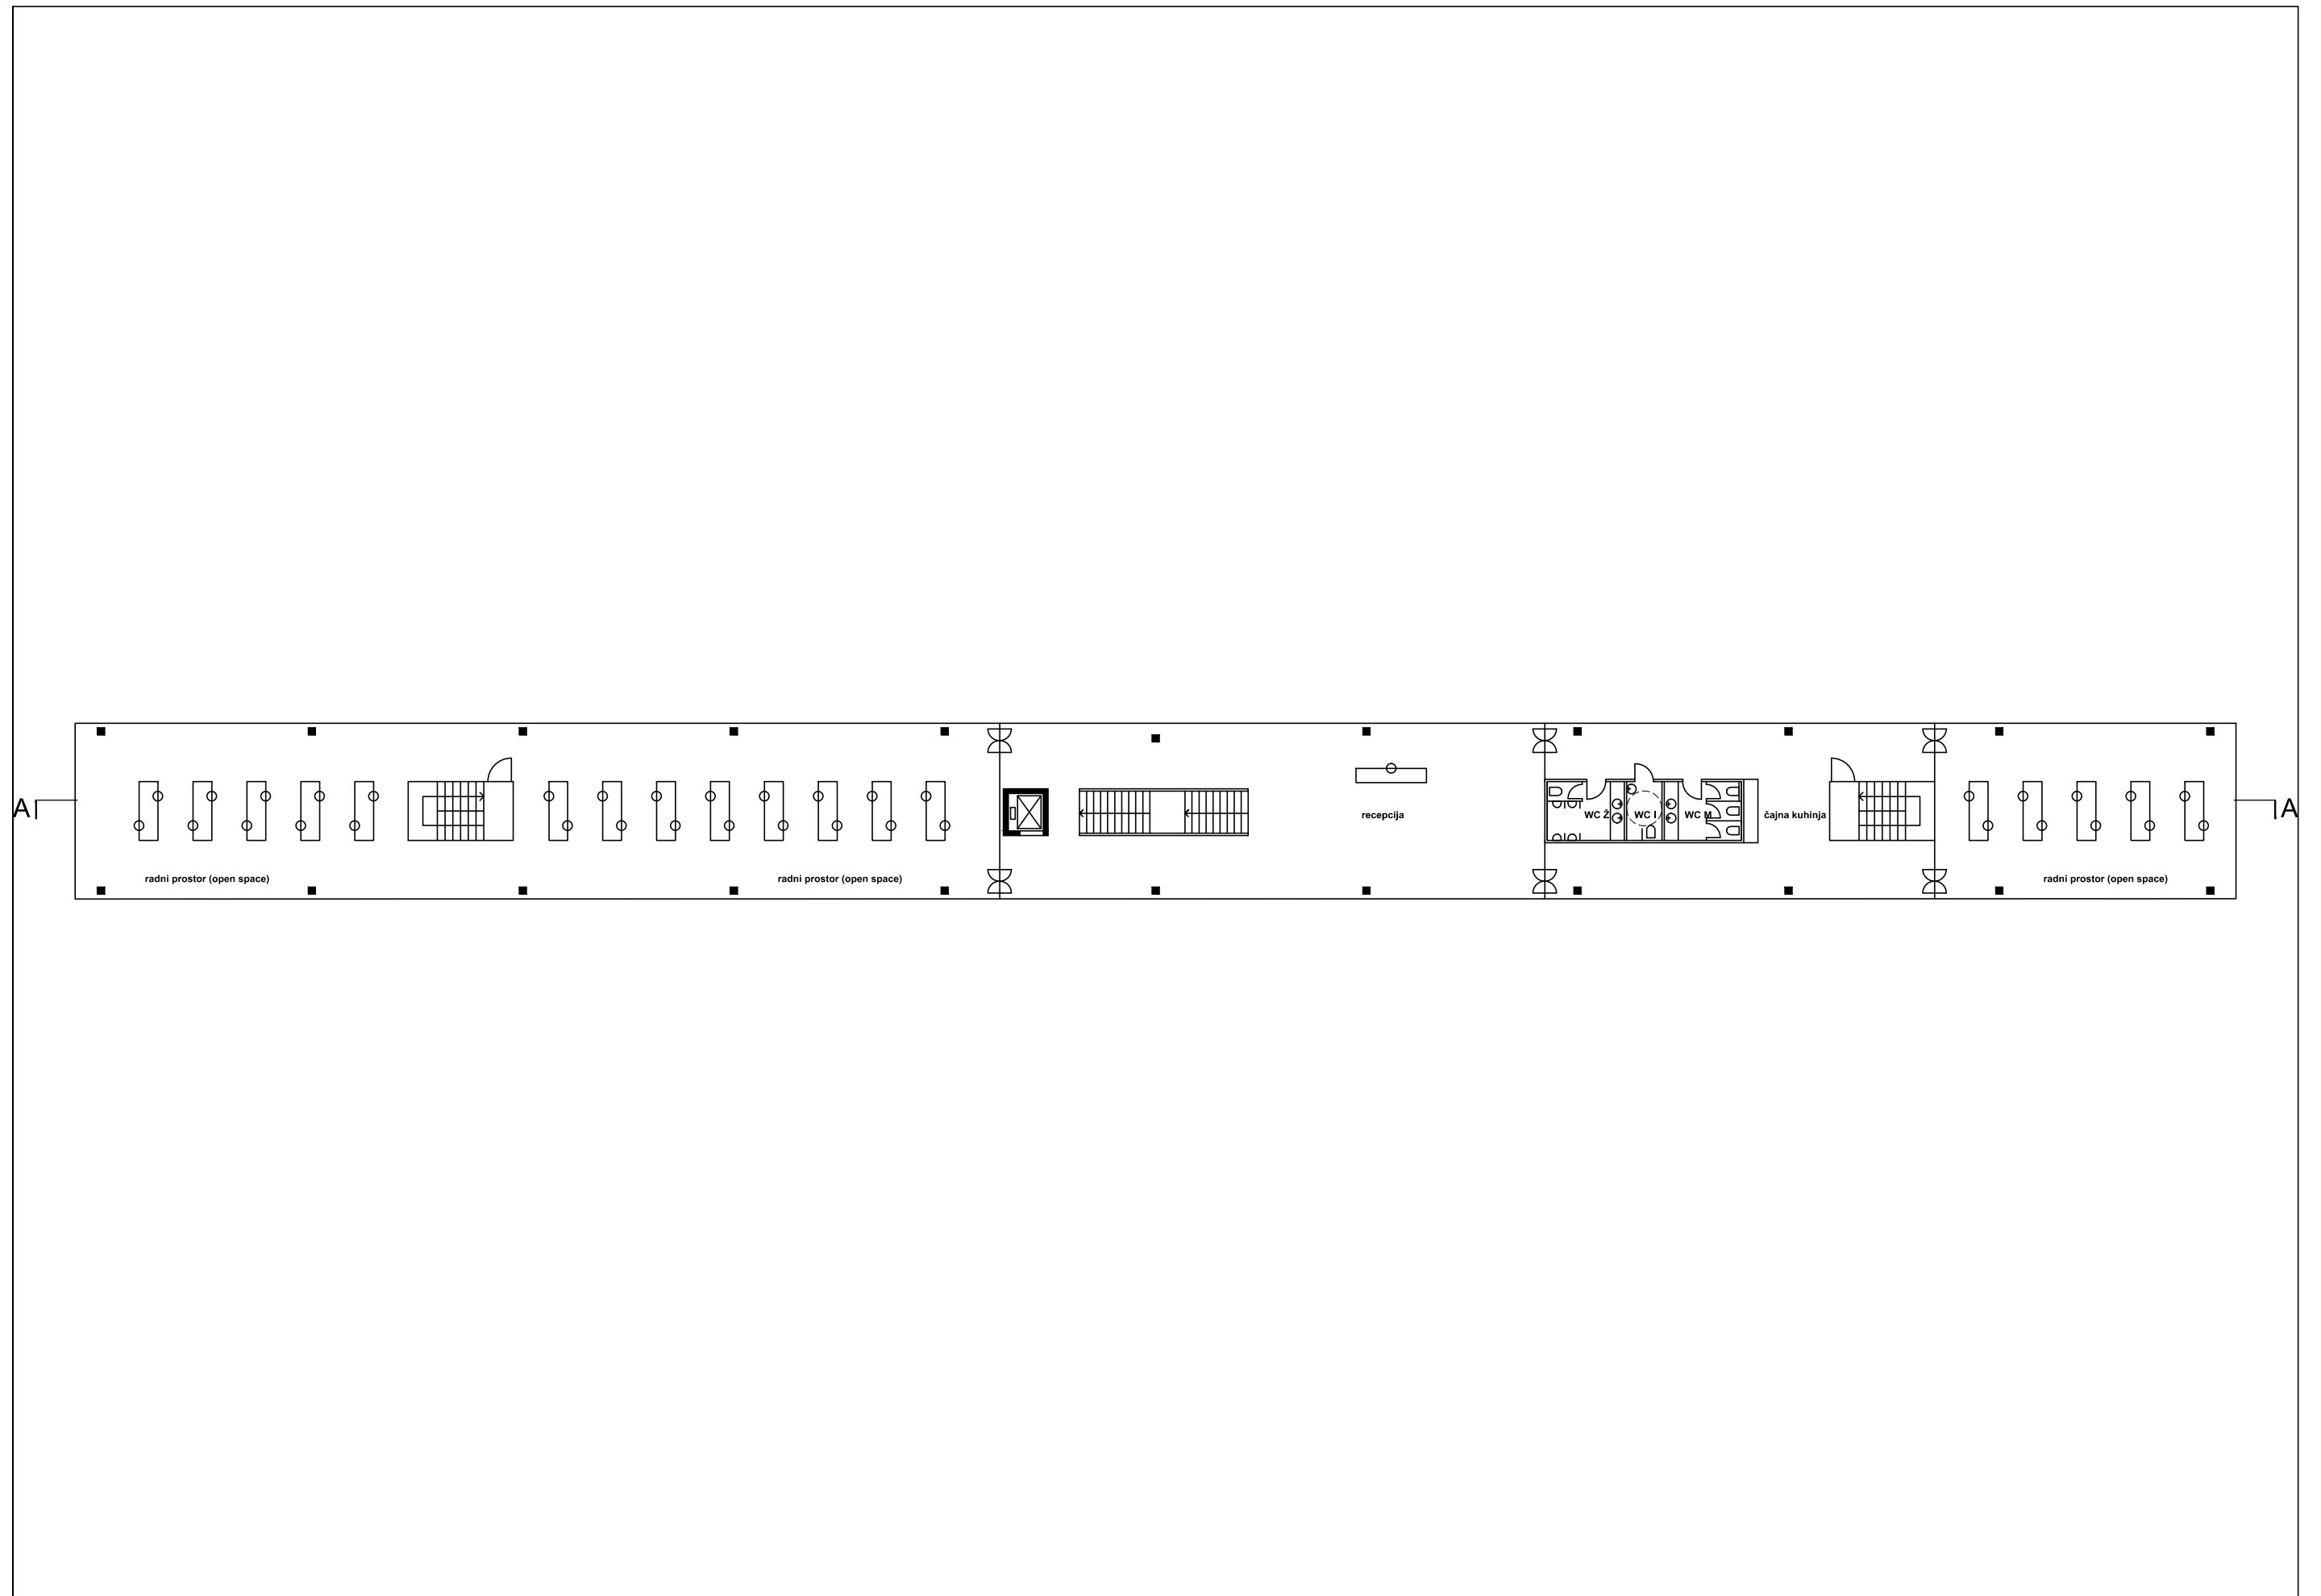 A
A
recepcija
WC Ž
WC I
WC M
čajna kuhinja
radni prostor (open space)
radni prostor (open space)
radni prostor (open space)